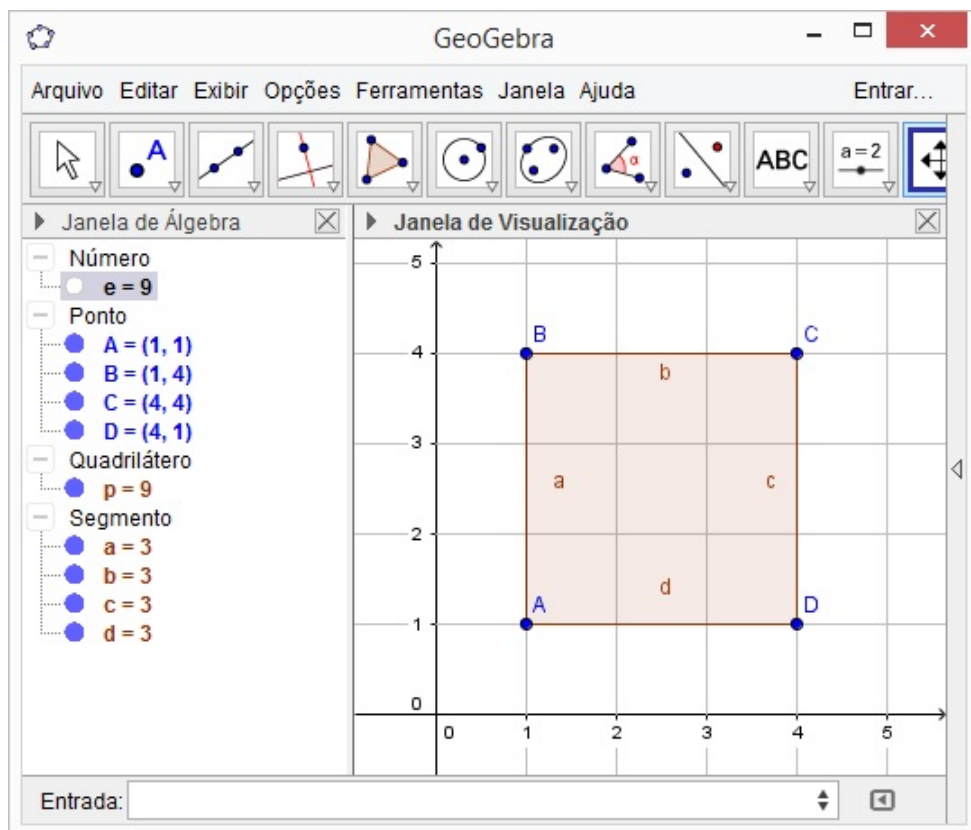 GeoGebra
Arquivo Editar Exibir Opções Ferramentas Janela Ajuda Entrar...
A ABC a = 2 α
Janela de Álgebra
Número
e = 9
Ponto
A = (1, 1)
B = (1, 4)
C = (4, 4)
D = (4, 1)
Quadrilátero
p = 9
Segmento
a = 3
b = 3
c = 3
d = 3
Janela de Visualização
5
B C
4
b
3
a c
2
d
A D
1
0
0 1 2 3 4 5
Entrada: